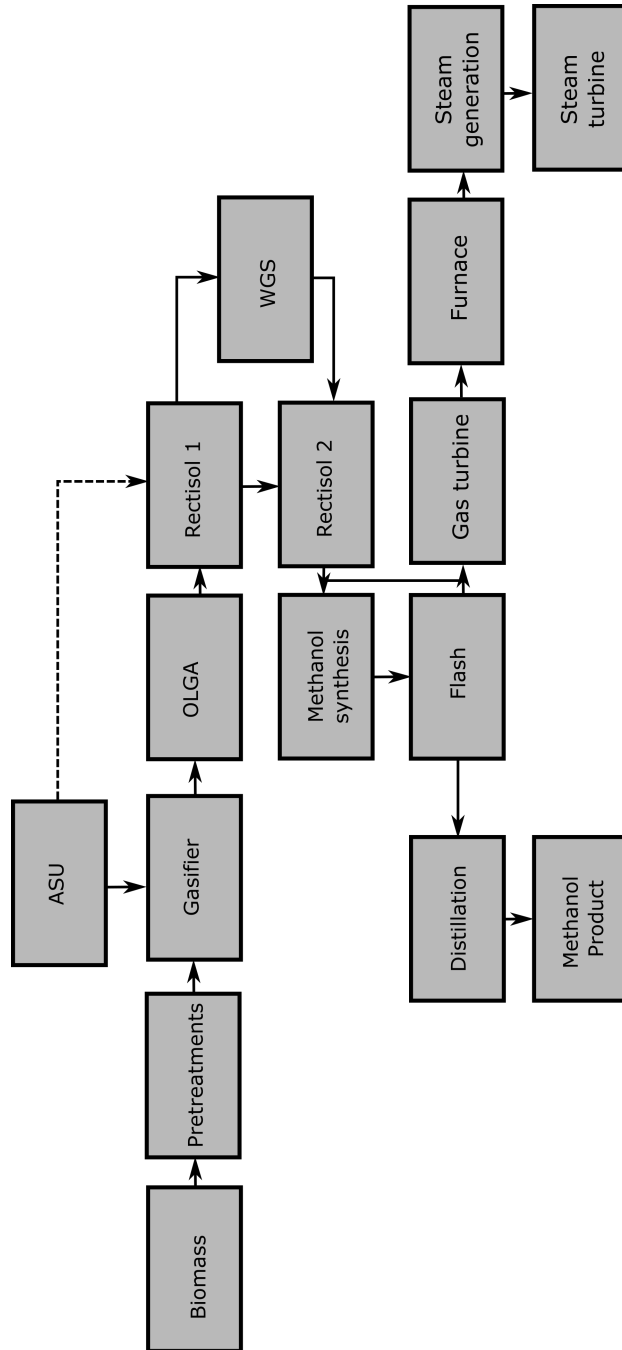 ASU
Biomass
Pretreatments
Gasifier
OLGA
Rectisol 1
WGS
Methanol
synthesis
Rectisol 2
Distillation
Flash
Gas turbine
Furnace
Steam
generation
Methanol
Product
Steam
turbine